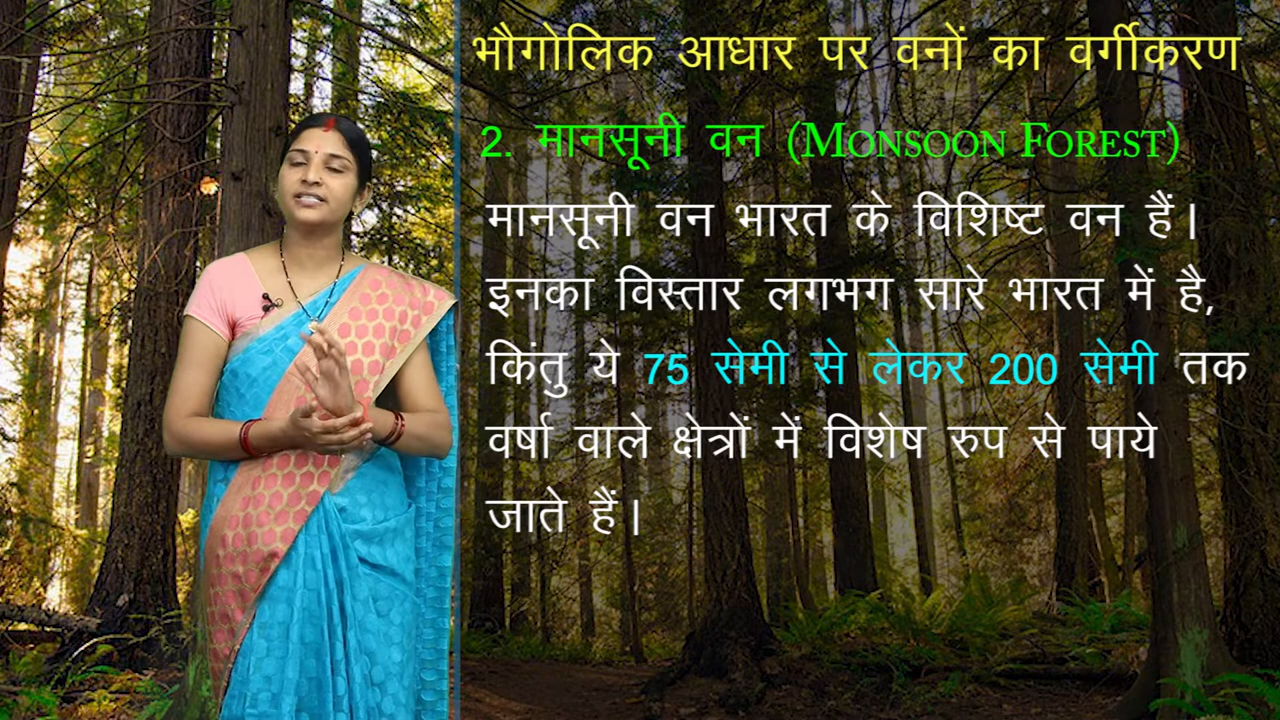 भौगोलिक आधार पर वनों का वर्गीकरण
2. मानसूनी वन (MONSOON FOREST)
मानसूनी वन भारत के विशिष्ट वन हैं।
इनका विस्तार लगभग सारे भारत में है,
किंतु ये 75 सेमी से लेकर 200 सेमी तक
वर्षा वाले क्षेत्रों में विशेष रुप से पाये
जाते हैं।